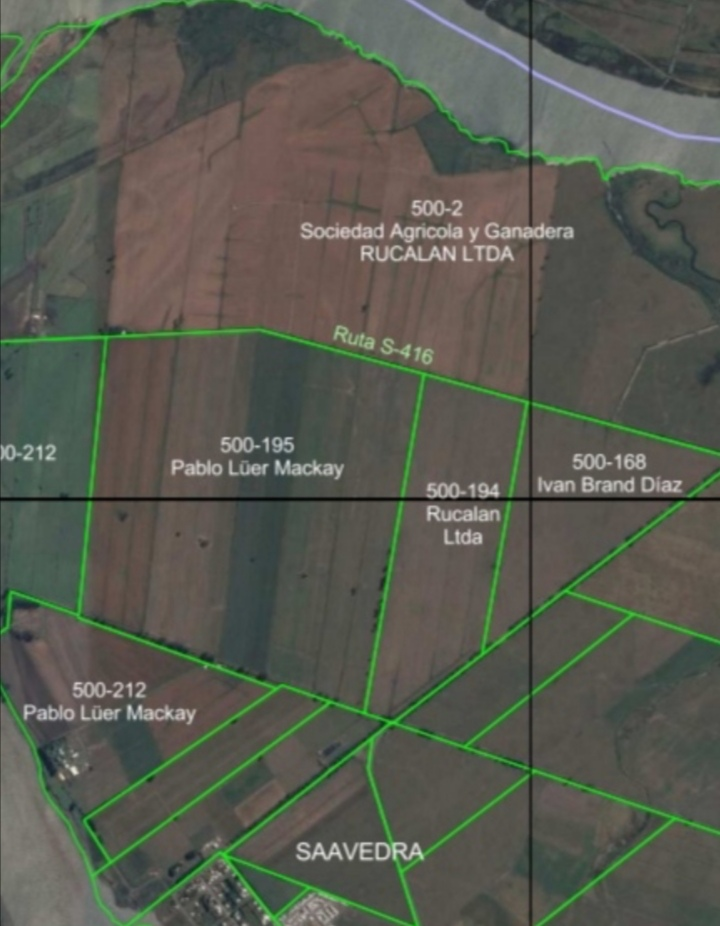 500-2
Sociedad Agricola y Ganadera
RUCALAN LTDA
Ruta S-416
00-212
500-195
Pablo Lüer Mackay
500-194
Rucalan
Ltda
500-168
Ivan Brand Díaz
500-212
Pablo Lüer Mackay
SAAVEDRA